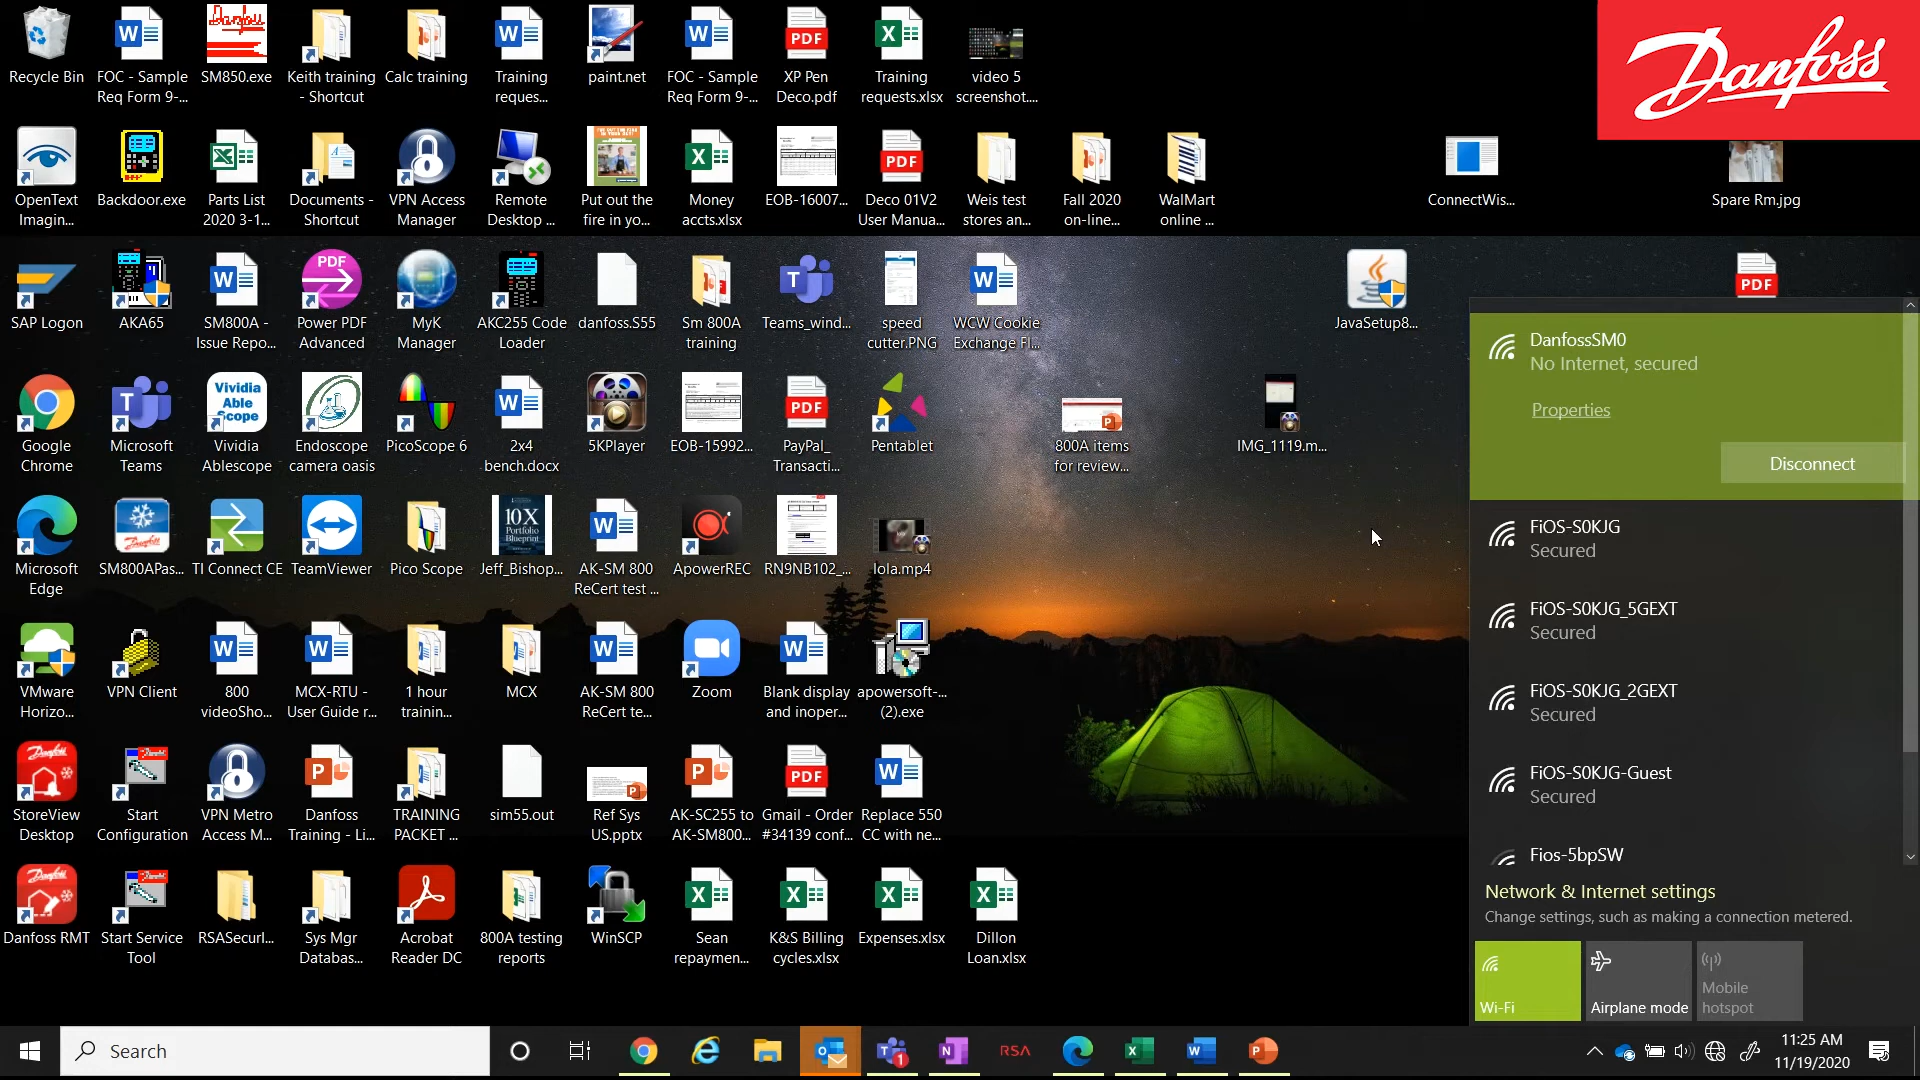 Danfoss
Recycle Bin
FOC - Sample
Req Form 9-...
SM850.exe
Keith training
- Shortcut
Calc training
Training
reques...
paint.net
FOC - Sample
Req Form 9-...
PDF
XP Pen
Deco.pdf
Training
requests.xlsx
video 5
screenshot....
OpenText
Imagin...
Backdoor.exe
Parts List
2020 3-1...
Documents -
Shortcut
VPN Access
Manager
Remote
Desktop ...
Put out the
fire in yo...
Money
accts.xlsx
EOB-16007...
PDF
Deco 01V2
User Manua...
Weis test
stores an...
Fall 2020
on-line...
WalMart
online ...
ConnectWis...
Spare Rm.jpg
SAP Logon
AKA65
SM800A -
Issue Repo...
PDF
Power PDF
Advanced
MyK
Manager
AKC255 Code
Loader
danfoss.S55
Sm 800A
training
Teams_wind...
speed
cutter.PNG
WCW Cookie
Exchange Fl...
JavaSetup8...
PDF
Google
Chrome
Microsoft
Teams
Vividia
Able
Scope
Vividia
Ablescope
Endoscope
camera oasis
PicoScope 6
2x4
bench.docx
5KPlayer
EOB-15992...
PDF
PayPal_
Transacti...
Pentablet
800A items
for review...
IMG_1119.m...
Microsoft
Edge
SM800APas...
TI Connect CE
TeamViewer
Pico Scope
10X
Portfolio
Blueprint
Jeff_Bishop...
AK-SM 800
ReCert test ...
ApowerREC
RN9NB102_...
lola.mp4
VMware
Horizo...
VPN Client
800
videoSho...
MCX-RTU -
User Guide r...
1 hour
trainin...
MCX
AK-SM 800
ReCert te...
Zoom
Blank display
and inoper...
apowersoft-...
(2).exe
StoreView
Desktop
Start
Configuration
VPN Metro
Access M...
Danfoss
Training - Li...
TRAINING
PACKET ...
sim55.out
Ref Sys
US.pptx
AK-SC255 to
AK-SM800...
PDF
Gmail - Order
#34139 conf...
Replace 550
CC with ne...
Danfoss RMT
Start Service
Tool
RSASecurI...
Sys Mgr
Databas...
Acrobat
Reader DC
800A testing
reports
WinSCP
Sean
repaymen...
K&S Billing
cycles.xlsx
Expenses.xlsx
Dillon
Loan.xlsx
DanfossSM0
No Internet, secured
Properties
Disconnect
FiOS-S0KJG
Secured
FiOS-S0KJG_5GEXT
Secured
FiOS-S0KJG_2GEXT
Secured
FiOS-S0KJG-Guest
Secured
Fios-5bpSW
Network & Internet settings
Change settings, such as making a connection metered.
Wi-Fi
Airplane mode
Mobile
hotspot
Search
1
RSA
11:25 AM
11/19/2020